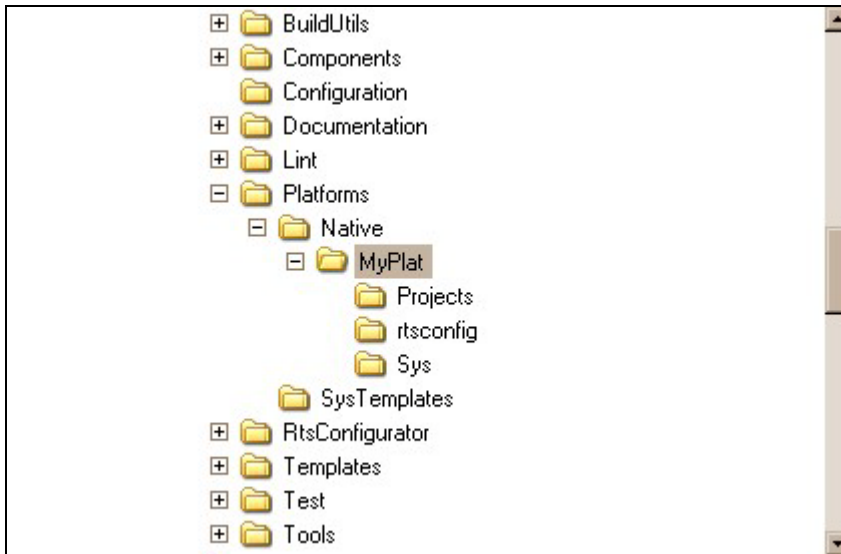 BuildUtils
Components
Configuration
Documentation
Lint
Platforms
Native
MyPlat
Projects
rtsconfig
Sys
SysTemplates
RtsConfigurator
Templates
Test
Tools